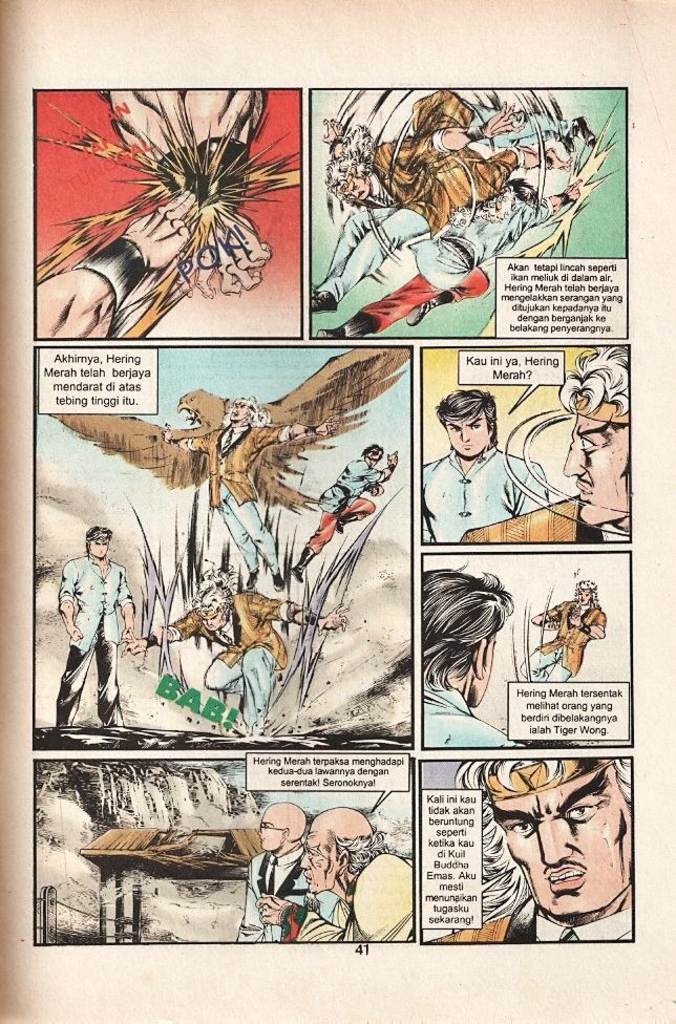 POK!
Akan tetapi lincah seperti
ikan meliuk di dalam air,
Hering Merah telah berjaya
mengelakkan serangan yang
ditujukan kepadanya itu
dengan berganjak ke
belakang penyerangnya.
Akhirnya, Hering
Merah telah berjaya
mendarat di atas
tebing tinggi itu.
BAB!
Kau ini ya, Hering
Merah?
Hering Merah tersentak
melihat orang yang
berdiri dibelakangnya
ialah Tiger Wong.
Hering Merah terpaksa menghadapi
kedua-dua lawannya dengan
serentak! Seronoknya!
Kali ini kau
tidak akan
beruntung
seperti
ketika kau
di Kuil
Buddha
Emas. Aku
mesti
menunaikan
tugasku
sekarang!
41